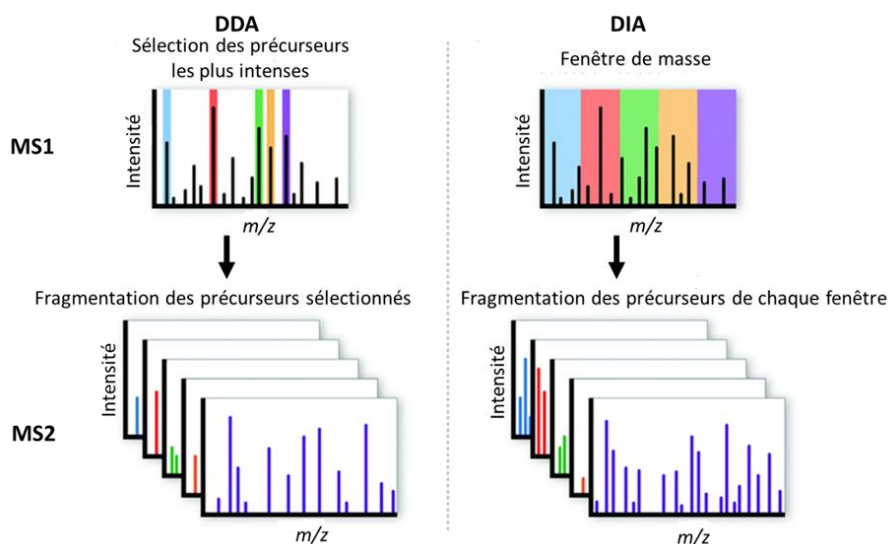 DDA
Sélection des précurseurs
les plus intenses
MS1
Intensité
m/z
Fragmentation des précurseurs sélectionnés
MS2
Intensité
m/z
DIA
Fenêtre de masse
Intensité
m/z
Fragmentation des précurseurs de chaque fenêtre
Intensité
m/z